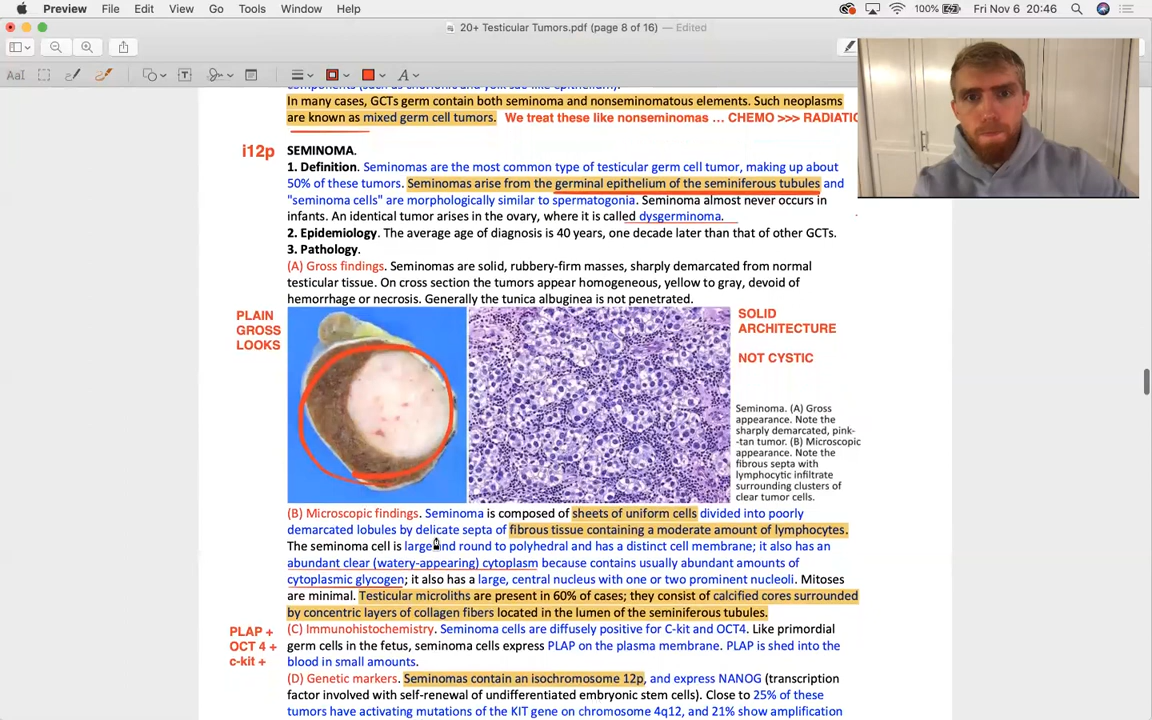 Preview File Edit View Go Tools Window Help 100% Fri Nov 6 20:46
20+ Testicular Tumors.pdf (page 8 of 16) — Edited
In many cases, GCTs germ contain both seminoma and nonseminomatous elements. Such neoplasms
are known as mixed germ cell tumors. We treat these like nonseminomas ... CHEMO >>> RADIATIO
i12p
SEMINOMA.
1. Definition. Seminomas are the most common type of testicular germ cell tumor, making up about
50% of these tumors. Seminomas arise from the germinal epithelium of the seminiferous tubules and
"seminoma cells" are morphologically similar to spermatogonia. Seminoma almost never occurs in
infants. An identical tumor arises in the ovary, where it is called dysgerminoma.
2. Epidemiology. The average age of diagnosis is 40 years, one decade later than that of other GCTs.
3. Pathology.
(A) Gross findings. Seminomas are solid, rubbery-firm masses, sharply demarcated from normal
testicular tissue. On cross section the tumors appear homogeneous, yellow to gray, devoid of
hemorrhage or necrosis. Generally the tunica albuginea is not penetrated.
PLAIN
GROSS
LOOKS
SOLID
ARCHITECTURE
NOT CYSTIC
Seminoma. (A) Gross
appearance. Note the
sharply demarcated, pink-
-tan tumor. (B) Microscopic
appearance. Note the
fibrous septa with
lymphocytic infiltrate
surrounding clusters of
clear tumor cells.
(B) Microscopic findings. Seminoma is composed of sheets of uniform cells divided into poorly
demarcated lobules by delicate septa of fibrous tissue containing a moderate amount of lymphocytes.
The seminoma cell is large and round to polyhedral and has a distinct cell membrane; it also has an
abundant clear (watery-appearing) cytoplasm because contains usually abundant amounts of
cytoplasmic glycogen; it also has a large, central nucleus with one or two prominent nucleoli. Mitoses
are minimal. Testicular microliths are present in 60% of cases; they consist of calcified cores surrounded
by concentric layers of collagen fibers located in the lumen of the seminiferous tubules.
PLAP +
OCT 4 +
c-kit +
(C) Immunohistochemistry. Seminoma cells are diffusely positive for C-kit and OCT4. Like primordial
germ cells in the fetus, seminoma cells express PLAP on the plasma membrane. PLAP is shed into the
blood in small amounts.
(D) Genetic markers. Seminomas contain an isochromosome 12p, and express NANOG (transcription
factor involved with self-renewal of undifferentiated embryonic stem cells). Close to 25% of these
tumors have activating mutations of the KIT gene on chromosome 4q12, and 21% show amplification